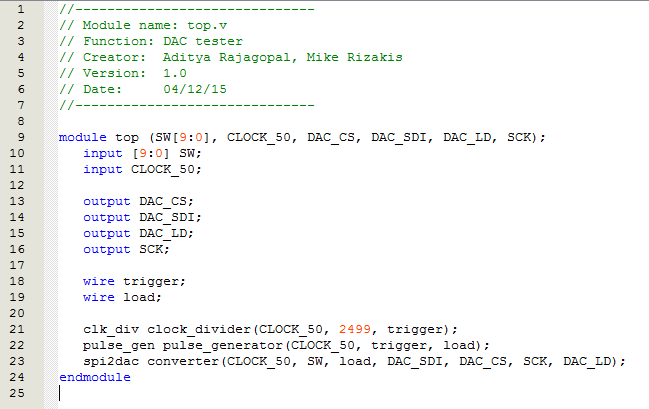 1 //------------------------------
2 // Module name: top.v
3 // Function: DAC tester
4 // Creator:  Aditya Rajagopal, Mike Rizakis
5 // Version:  1.0
6 // Date:     04/12/15
7 //------------------------------
8
9 module top (SW[9:0], CLOCK_50, DAC_CS, DAC_SDI, DAC_LD, SCK);
10    input [9:0] SW;
11    input CLOCK_50;
12
13    output DAC_CS;
14    output DAC_SDI;
15    output DAC_LD;
16    output SCK;
17
18    wire trigger;
19    wire load;
20
21    clk_div clock_divider(CLOCK_50, 2499, trigger);
22    pulse_gen pulse_generator(CLOCK_50, trigger, load);
23    spi2dac converter(CLOCK_50, SW, load, DAC_SDI, DAC_CS, SCK, DAC_LD);
24 endmodule
25